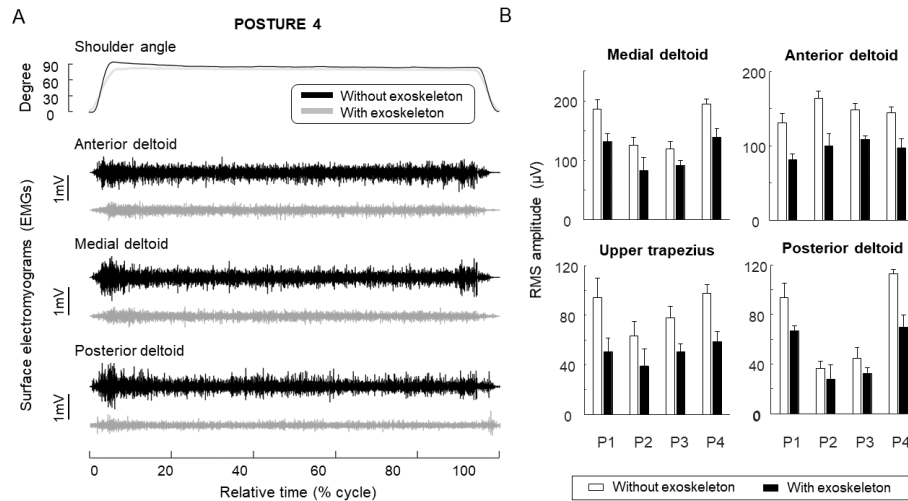 A
POSTURE 4
Shoulder angle
Degree
90
60
30
0
Without exoskeleton
With exoskeleton
Surface electromyograms (EMGs)
Anterior deltoid
1mV
Medial deltoid
1mV
Posterior deltoid
1mV
0 20 40 60 80 100
Relative time (% cycle)
B
RMS amplitude (µV)
Medial deltoid
200
100
0
Anterior deltoid
200
100
0
Upper trapezius
120
80
40
0
P1 P2 P3 P4
Posterior deltoid
120
80
40
0
P1 P2 P3 P4
Without exoskeleton With exoskeleton